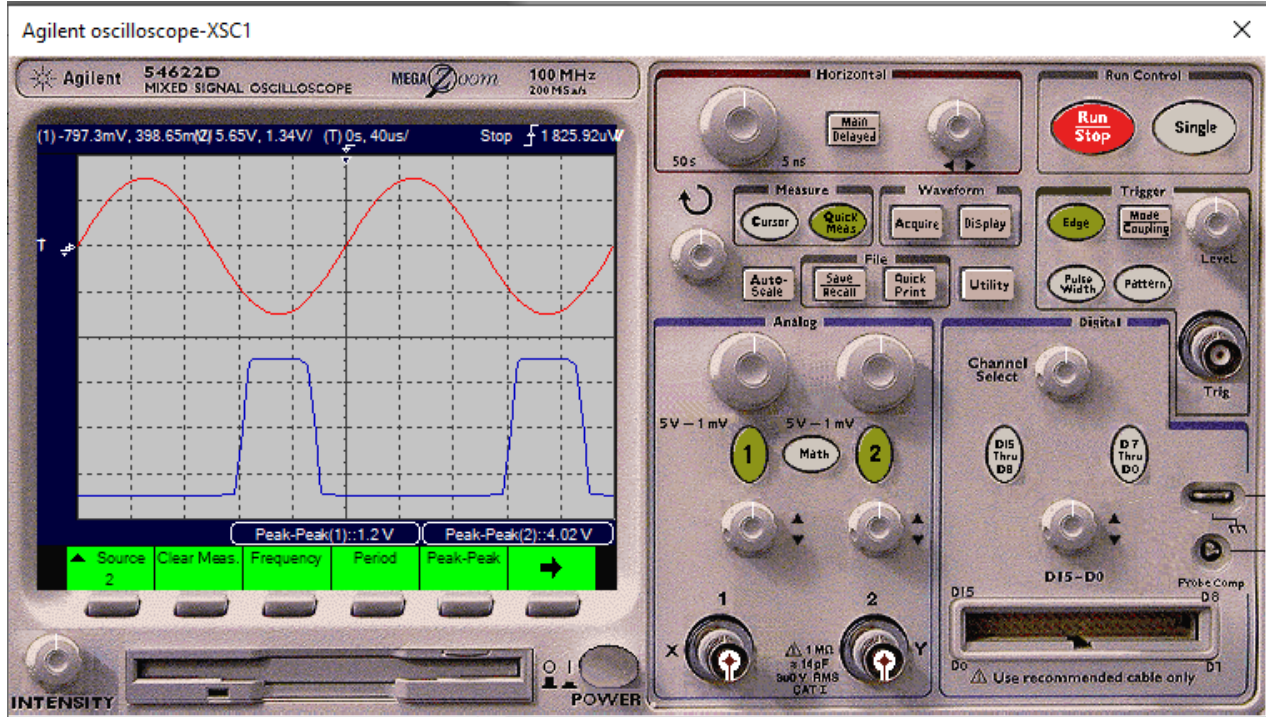 Agilent oscilloscope-XSC1
Agilent 54622D MIXED SIGNAL OSCILLOSCOPE MEGA Zoom 100 MHz 200 MSa/s
(1) -797.3mV, 398.65m (2) 5.65V, 1.34V/ (T) 0s, 40us/ Stop 1 825.92uV
T
Peak-Peak(1)::1.2 V Peak-Peak(2)::4.02 V
Source 2 Clear Meas. Frequency Period Peak-Peak
INTENSITY
POWER
Horizontal
50 s 5 ns
Main Delayed
Run Control
Run Stop
Single
Measure
Cursor Quick Meas
Waveform
Acquire Display
Trigger
Edge Mode Coupling
Level
Auto-Scale
File
Save Recall Quick Print
Utility
Pulse Width Pattern
Trig
Analog
5 V – 1 mV 5 V – 1 mV
1 Math 2
1 2
X Y
1 MΩ
≈ 14 pF
300 V RMS
CAT I
Digital
Channel Select
D15 Thru D8
D7 Thru D0
D15-D0
Probe Comp
D15 D8
D0 D7
Use recommended cable only